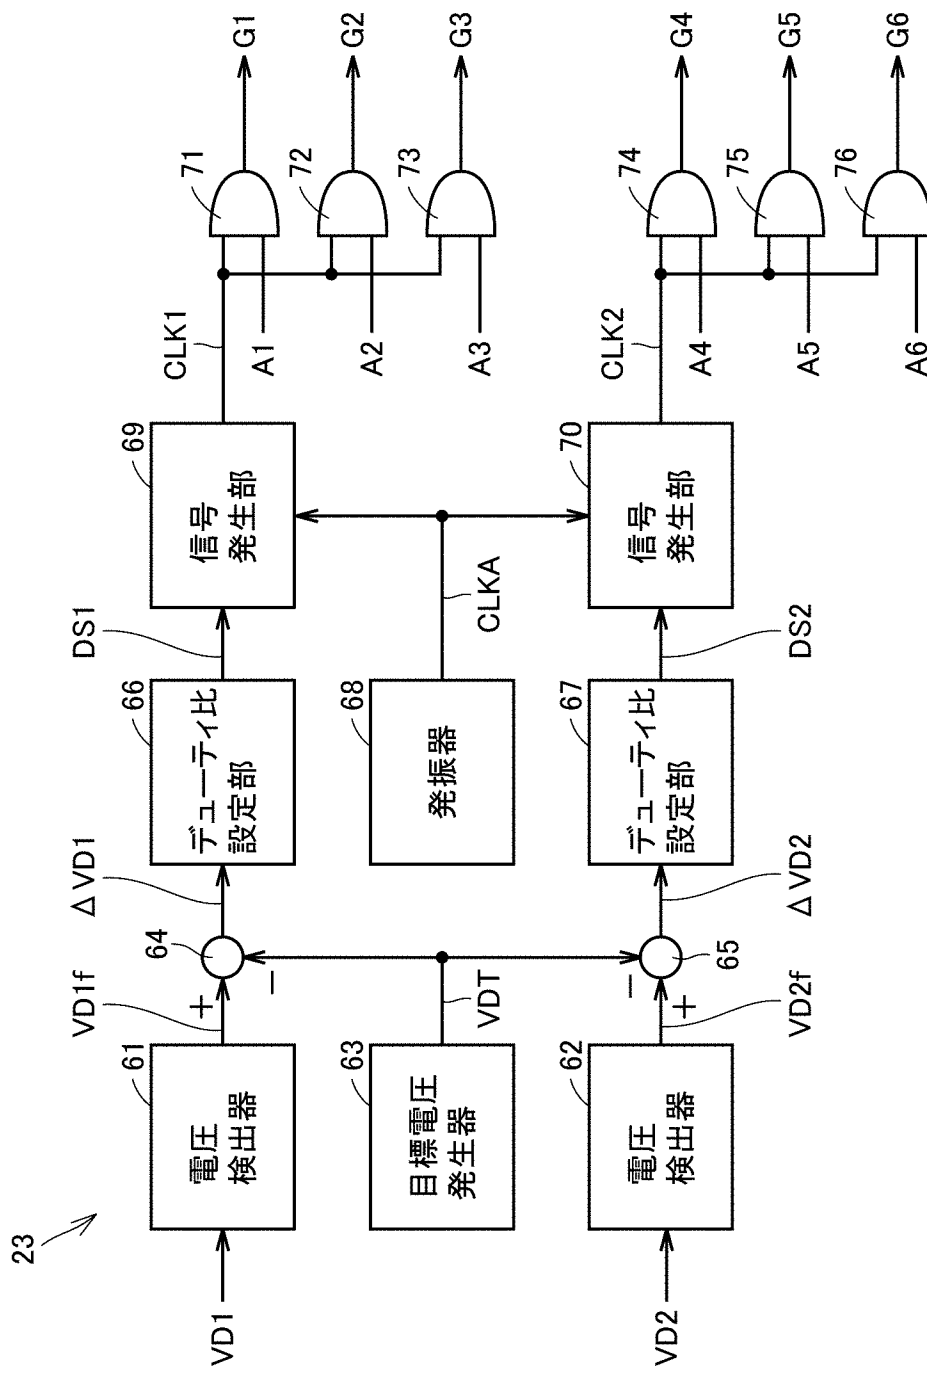 23
VD1
61
電圧
検出器
VD1f
+
−
64
ΔVD1
66
デューティ比
設定部
DS1
69
信号
発生部
CLK1
A1
A2
A3
71
72
73
G1
G2
G3
63
目標電圧
発生器
VDT
68
発振器
CLKA
VD2
62
電圧
検出器
VD2f
+
−
65
ΔVD2
67
デューティ比
設定部
DS2
70
信号
発生部
CLK2
A4
A5
A6
74
75
76
G4
G5
G6